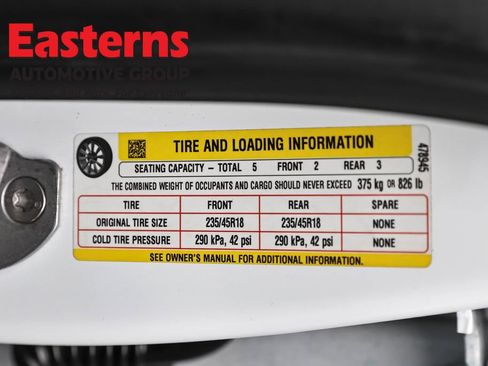 Easterns
AUTOMOTIVE GROUP
TIRE AND LOADING INFORMATION
478945
SEATING CAPACITY – TOTAL 5 FRONT 2 REAR 3
THE COMBINED WEIGHT OF OCCUPANTS AND CARGO SHOULD NEVER EXCEED 375 kg OR 826 lb
TIRE FRONT REAR SPARE
ORIGINAL TIRE SIZE 235/45R18 235/45R18 NONE
COLD TIRE PRESSURE 290 kPa, 42 psi 290 kPa, 42 psi NONE
SEE OWNER'S MANUAL FOR ADDITIONAL INFORMATION.